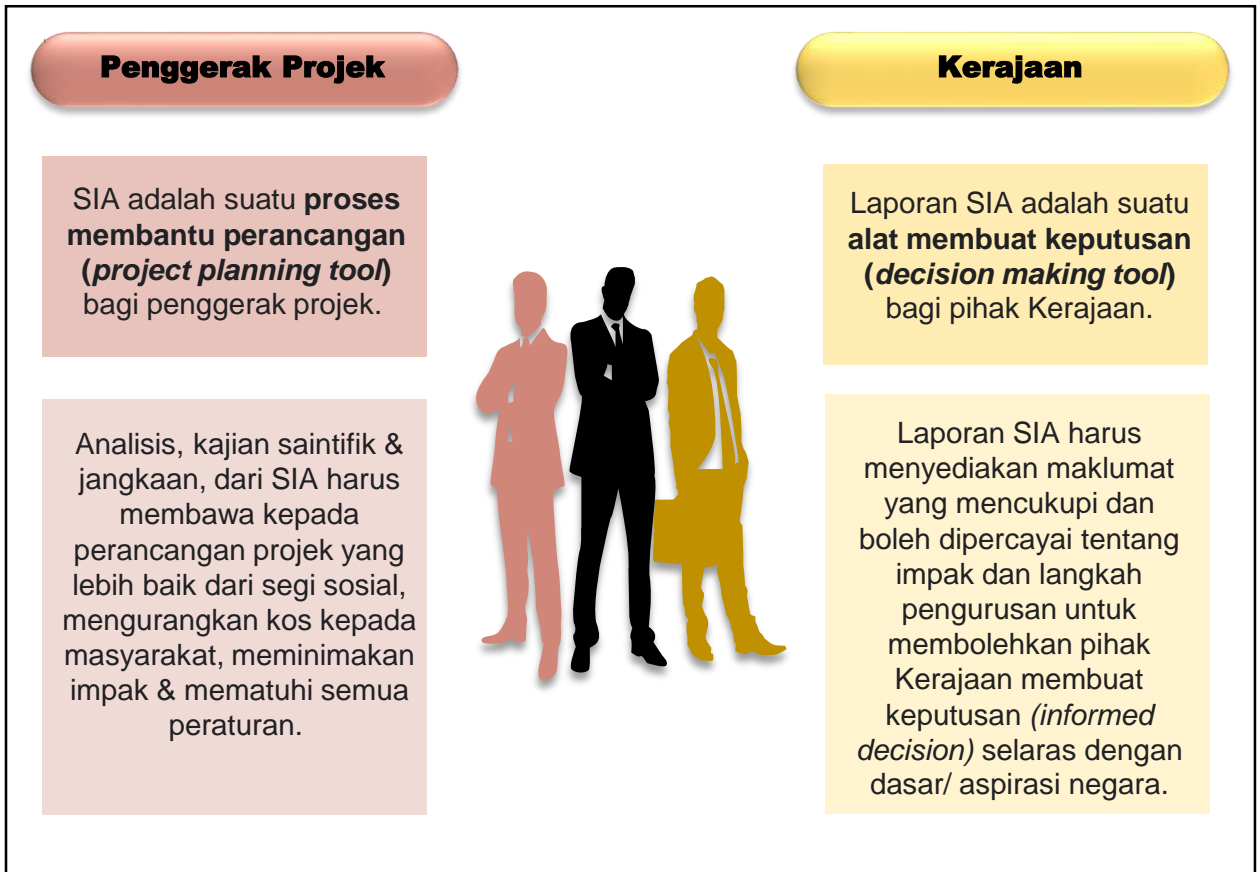 Penggerak Projek
SIA adalah suatu proses
membantu perancangan
(project planning tool)
bagi penggerak projek.
Analisis, kajian saintifik &
jangkaan, dari SIA harus
membawa kepada
perancangan projek yang
lebih baik dari segi sosial,
mengurangkan kos kepada
masyarakat, meminimakan
impak & mematuhi semua
peraturan.
Kerajaan
Laporan SIA adalah suatu
alat membuat keputusan
(decision making tool)
bagi pihak Kerajaan.
Laporan SIA harus
menyediakan maklumat
yang mencukupi dan
boleh dipercayai tentang
impak dan langkah
pengurusan untuk
membolehkan pihak
Kerajaan membuat
keputusan (informed
decision) selaras dengan
dasar/ aspirasi negara.